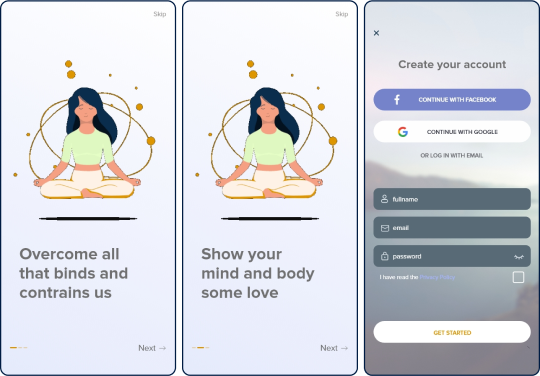 Skip
Overcome all
that binds and
contrains us
Next →
Skip
Show your
mind and body
some love
Next →
×
Create your account
f CONTINUE WITH FACEBOOK
G CONTINUE WITH GOOGLE
OR LOG IN WITH EMAIL
fullname
email
password
I have read the Privacy Policy
GET STARTED